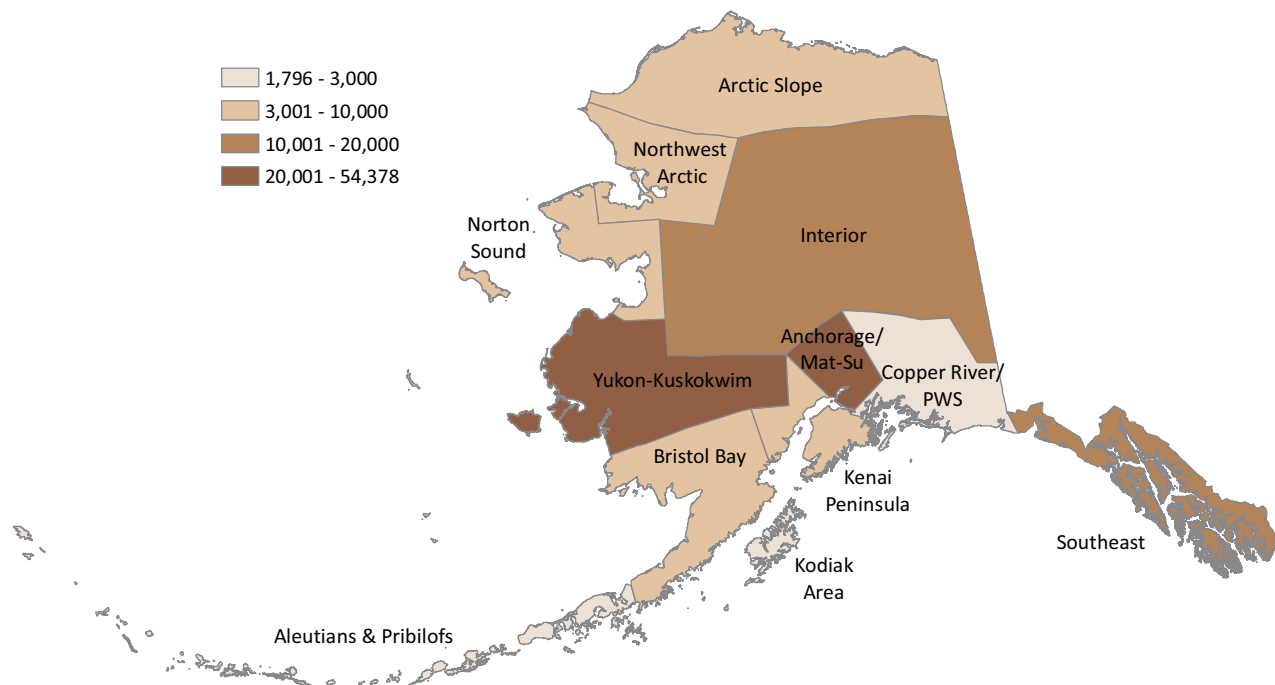 1,796 - 3,000
3,001 - 10,000
10,001 - 20,000
20,001 - 54,378
Arctic Slope
Northwest
Arctic
Norton
Sound
Interior
Anchorage/
Mat-Su
Yukon-Kuskokwim
Copper River/
PWS
Bristol Bay
Kenai
Peninsula
Southeast
Kodiak
Area
Aleutians & Pribilofs